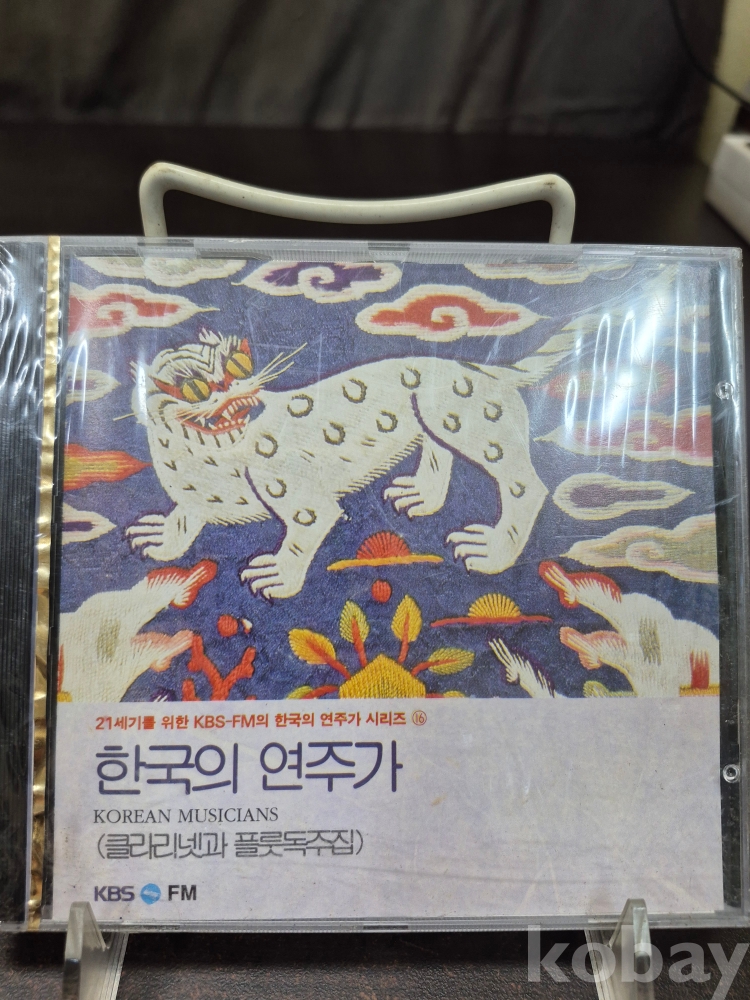 21세기를 위한 KBS-FM의 한국의 연주가 시리즈 ⑯
한국의 연주가
KOREAN MUSICIANS
(클라리넷과 플룻독주집)
KBS FM
kobay